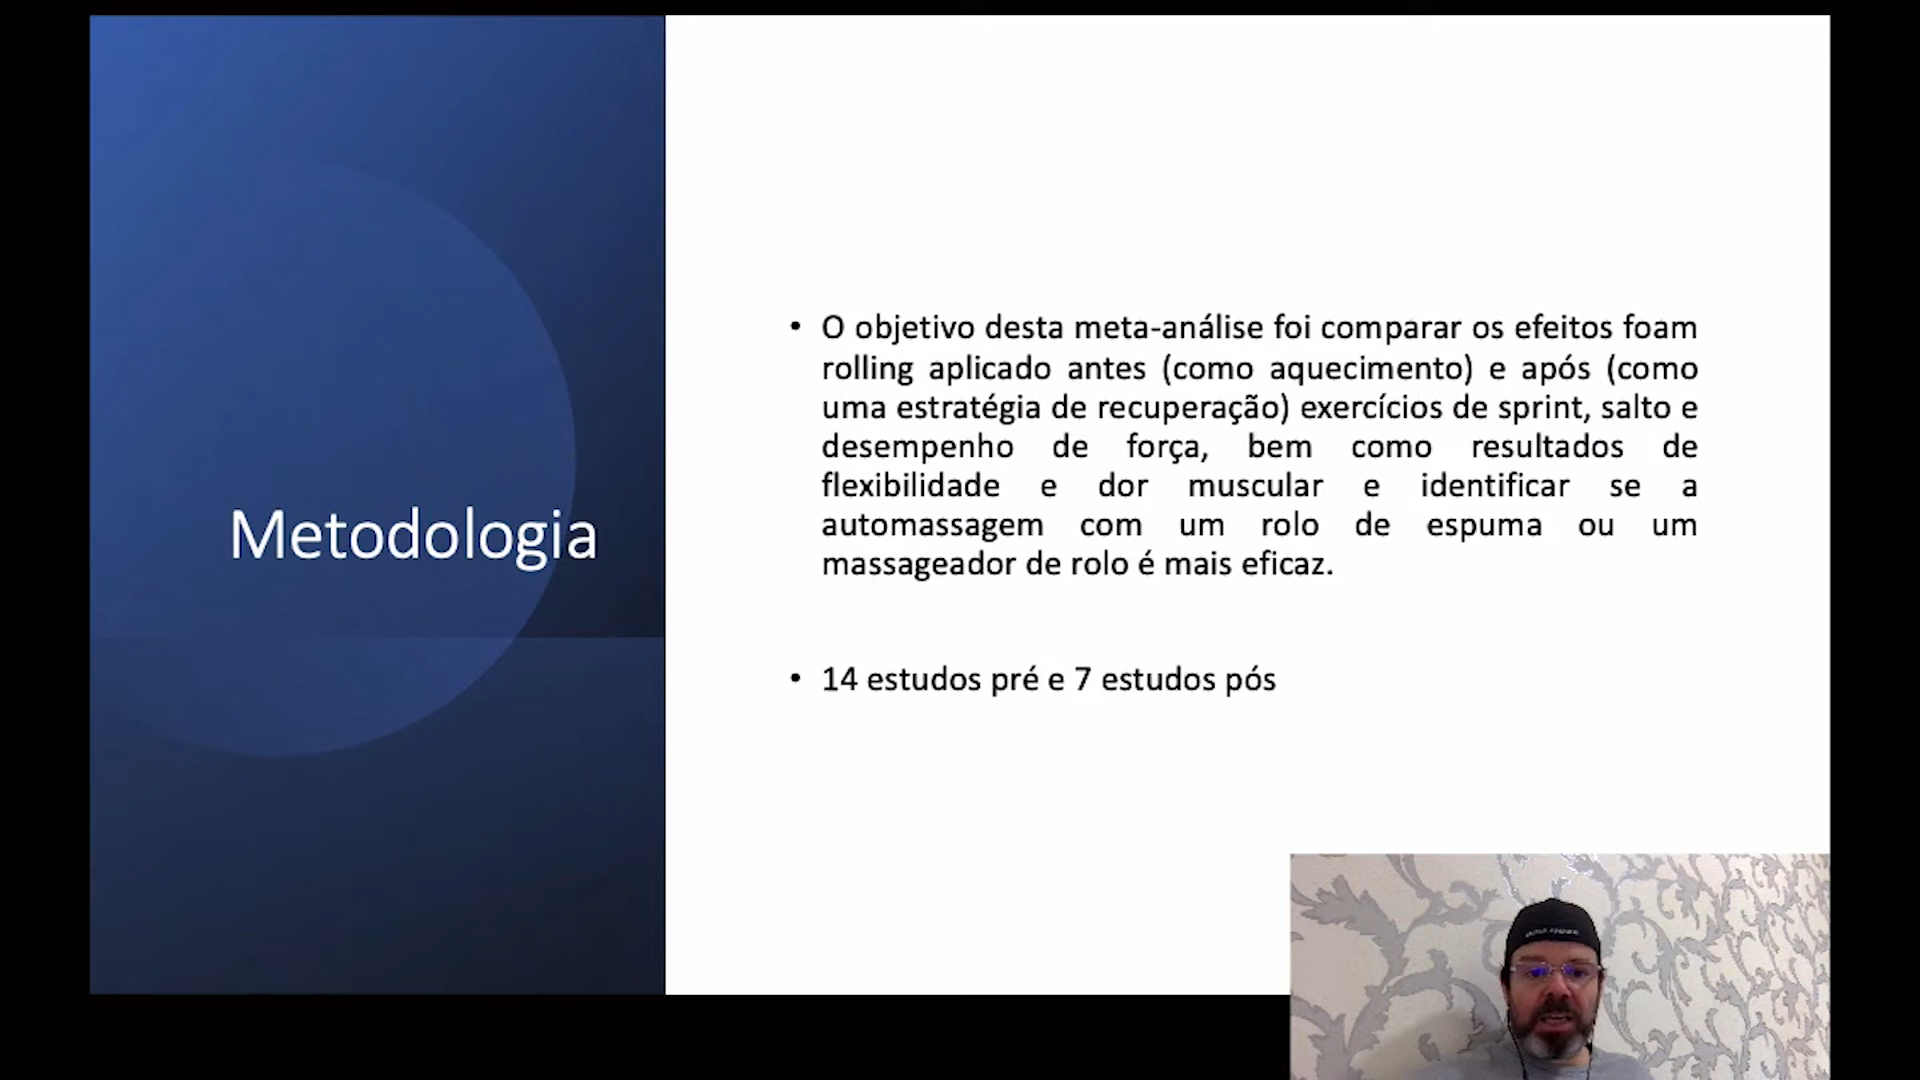 Metodologia
• O objetivo desta meta-análise foi comparar os efeitos foam
rolling aplicado antes (como aquecimento) e após (como
uma estratégia de recuperação) exercícios de sprint, salto e
desempenho de força, bem como resultados de
flexibilidade e dor muscular e identificar se a
automassagem com um rolo de espuma ou um
massageador de rolo é mais eficaz.
• 14 estudos pré e 7 estudos pós